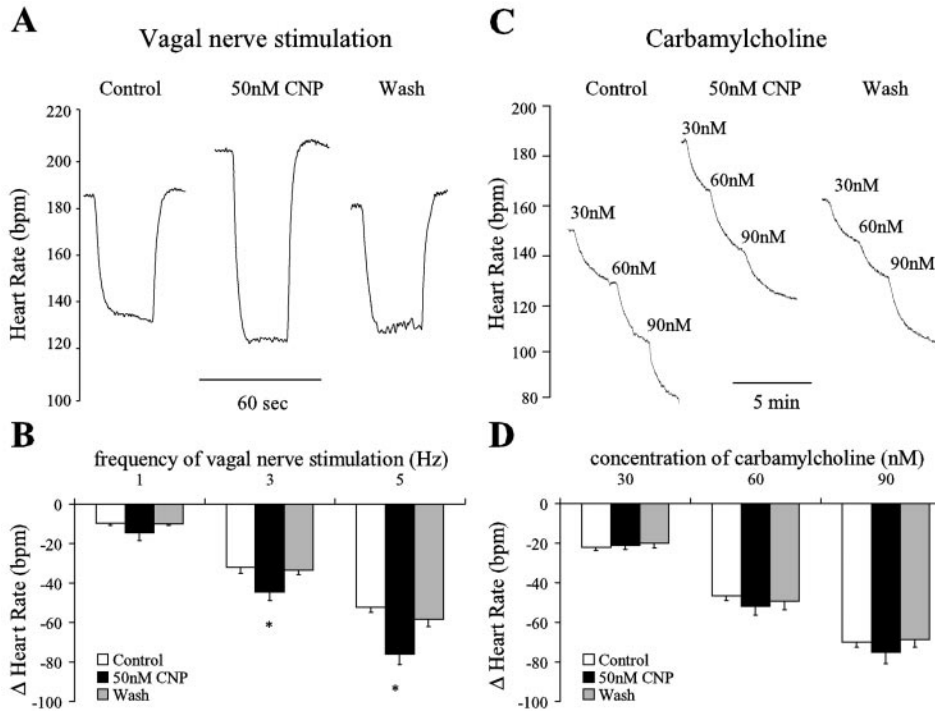 A
Vagal nerve stimulation
Control 50nM CNP Wash
220
200
180
160
140
120
100
Heart Rate (bpm)
60 sec
C
Carbamylcholine
Control 50nM CNP Wash
200
180
160
140
120
100
80
Heart Rate (bpm)
30nM
60nM
90nM
30nM
60nM
90nM
30nM
60nM
90nM
5 min
B
frequency of vagal nerve stimulation (Hz)
1 3 5
0
-20
-40
-60
-80
-100
Δ Heart Rate (bpm)
*
*
Control
50nM CNP
Wash
D
concentration of carbamylcholine (nM)
30 60 90
0
-20
-40
-60
-80
-100
Δ Heart Rate (bpm)
Control
50nM CNP
Wash